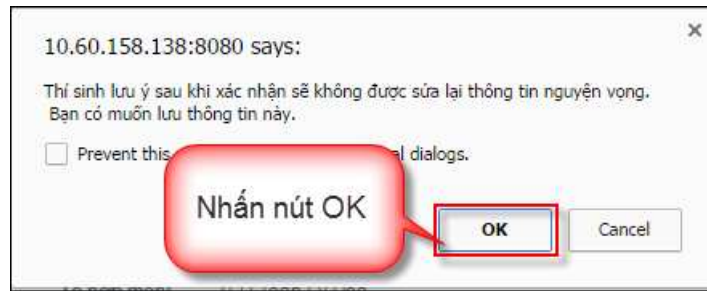 10.60.158.138:8080 says:
Thí sinh lưu ý sau khi xác nhận sẽ không được sửa lại thông tin nguyện vọng.
Bạn có muốn lưu thông tin này.
Prevent this al dialogs.
Nhấn nút OK
OK Cancel